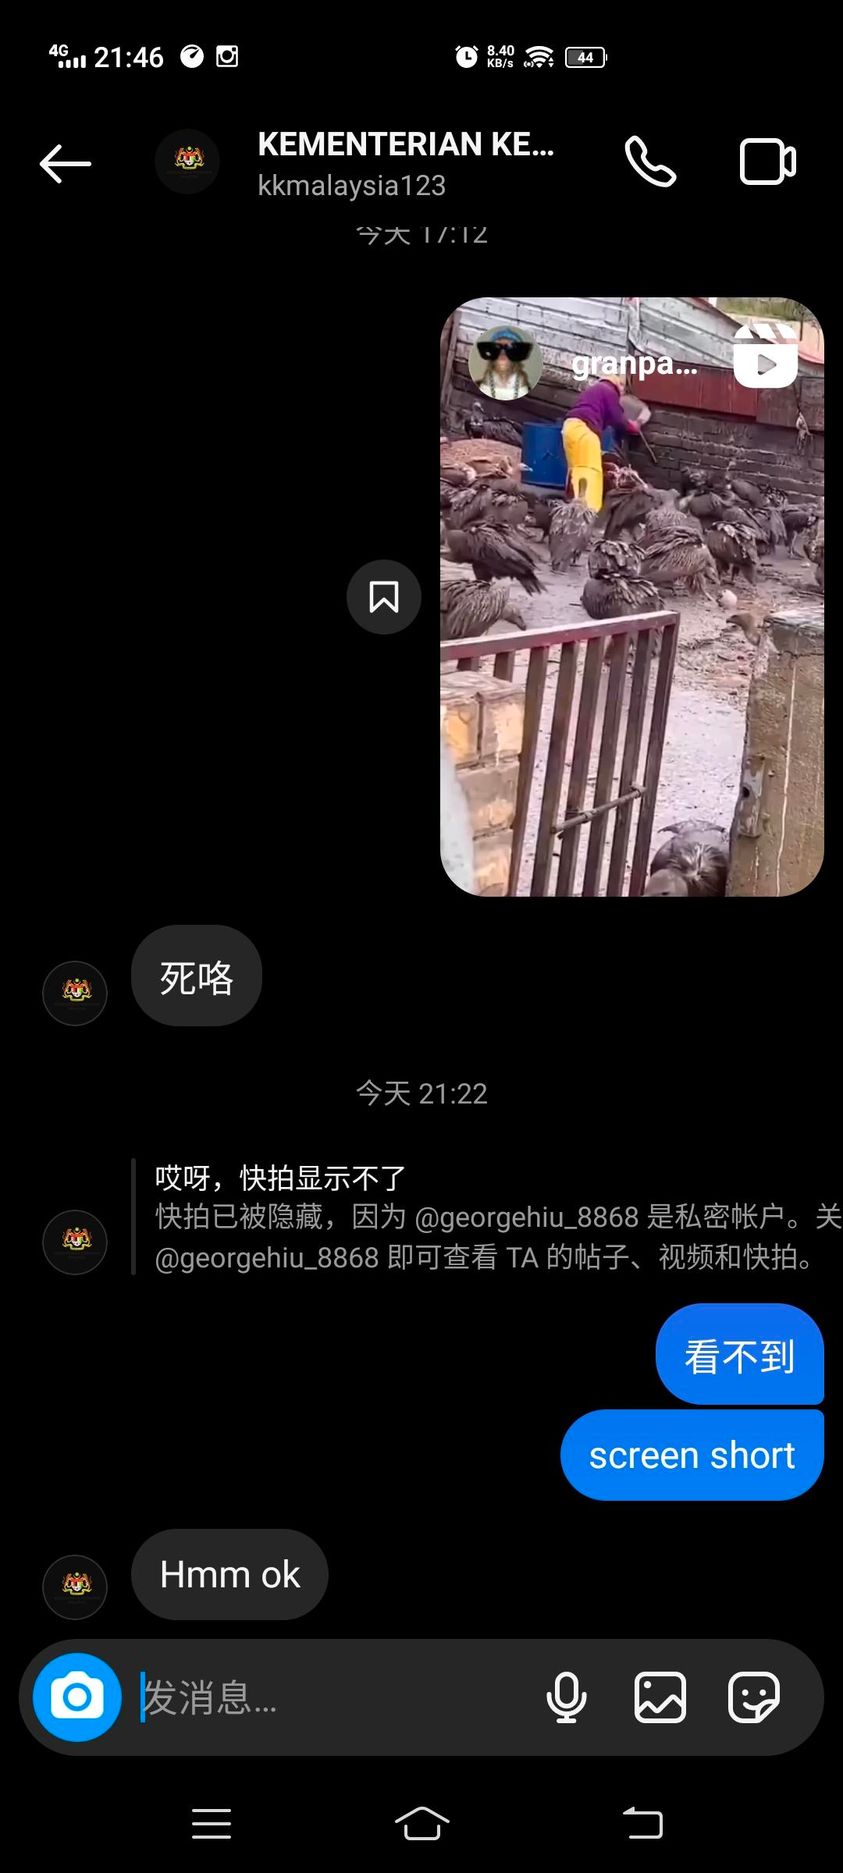 4G 21:46 8.40 KB/s 44
KEMENTERIAN KE...
kkmalaysia123
今天 17:12
granpa...
死咯
今天 21:22
哎呀，快拍显示不了
快拍已被隐藏，因为 @georgehiu_8868 是私密帐户。关
@georgehiu_8868 即可查看 TA 的帖子、视频和快拍。
看不到
screen short
Hmm ok
发消息...